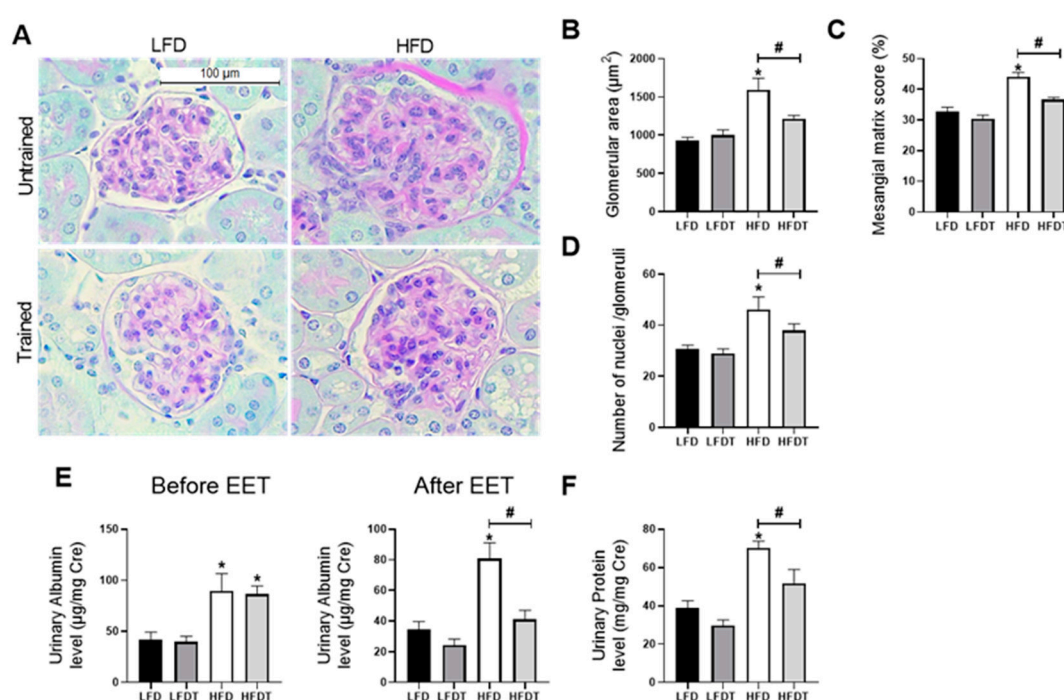 A
LFD
HFD
Untrained
Trained
100 µm
B
Glomerular area (µm²)
#
*
2000
1500
1000
500
0
LFD LFDT HFD HFDT
C
Mesangial matrix score (%)
#
*
50
40
30
20
10
0
LFD LFDT HFD HFDT
D
Number of nuclei /glomeruli
#
*
60
40
20
0
LFD LFDT HFD HFDT
E
Before EET
Urinary Albumin
level (µg/mg Cre)
* *
150
100
50
0
LFD LFDT HFD HFDT
After EET
Urinary Albumin
level (µg/mg Cre)
#
*
100
80
60
40
20
0
LFD LFDT HFD HFDT
F
Urinary Protein
level (mg/mg Cre)
#
*
80
60
40
20
0
LFD LFDT HFD HFDT